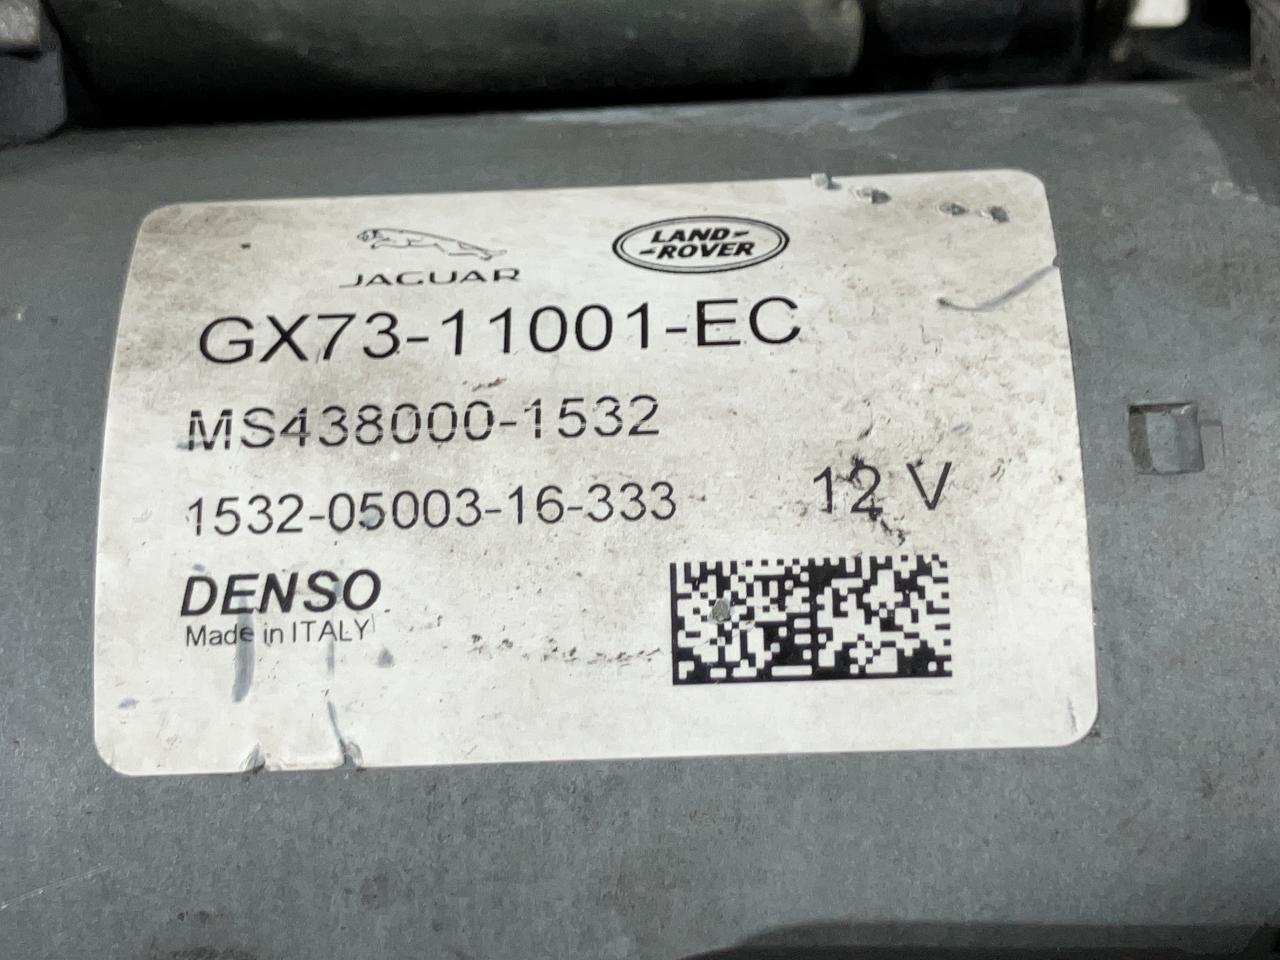 JAGUAR
LAND-
-ROVER
GX73-11001-EC
MS438000-1532
1532-05003-16-333
12 V
DENSO
Made in ITALY